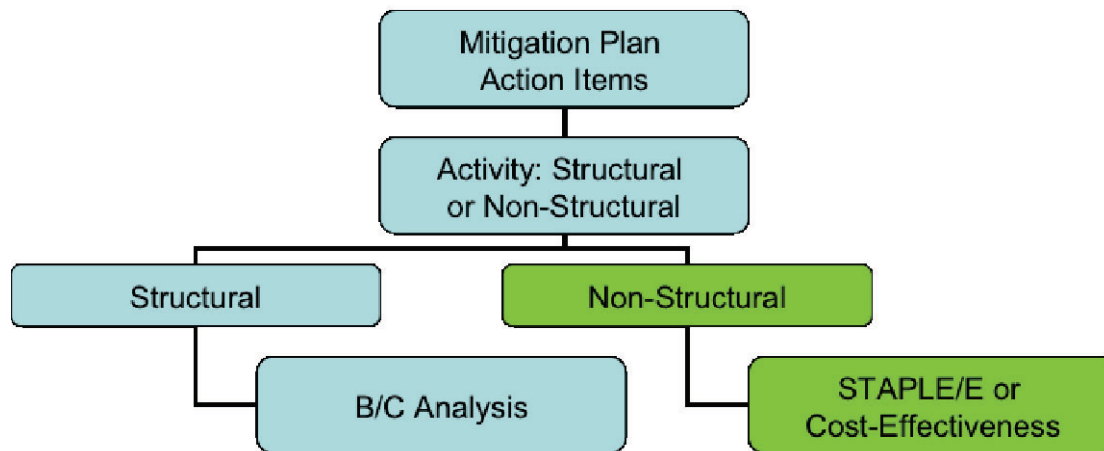 Mitigation Plan
Action Items
Activity: Structural
or Non-Structural
Structural
Non-Structural
B/C Analysis
STAPLE/E or
Cost-Effectiveness